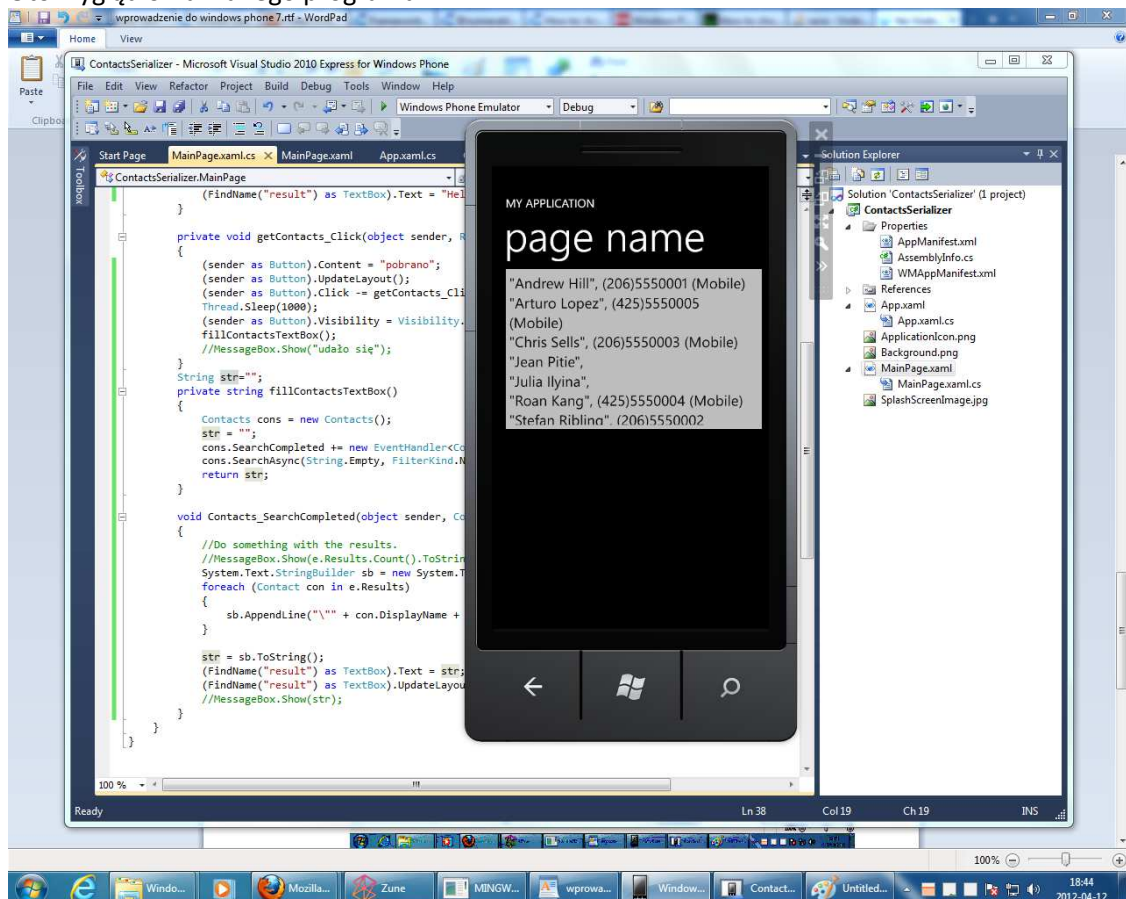 wprowadzenie do windows phone 7.rtf - WordPad
Home View
Paste
ContactsSerializer - Microsoft Visual Studio 2010 Express for Windows Phone
File Edit View Refactor Project Build Debug Tools Window Help
Windows Phone Emulator Debug
Toolbox
Start Page MainPage.xaml.cs MainPage.xaml App.xaml.cs
ContactsSerializer.MainPage
(FindName("result") as TextBox).Text = "Hel
}
private void getContacts_Click(object sender, R
{
(sender as Button).Content = "pobrano";
(sender as Button).UpdateLayout();
(sender as Button).Click -= getContacts_Cli
Thread.Sleep(1000);
(sender as Button).Visibility = Visibility.
fillContactsTextBox();
//MessageBox.Show("udało się");
}
String str="";
private string fillContactsTextBox()
{
Contacts cons = new Contacts();
str = "";
cons.SearchCompleted += new EventHandler<Co
cons.SearchAsync(String.Empty, FilterKind.N
return str;
}
void Contacts_SearchCompleted(object sender, Co
{
//Do something with the results.
//MessageBox.Show(e.Results.Count().ToStrin
System.Text.StringBuilder sb = new System.T
foreach (Contact con in e.Results)
{
sb.AppendLine("\"" + con.DisplayName +
}
str = sb.ToString();
(FindName("result") as TextBox).Text = str;
(FindName("result") as TextBox).UpdateLayou
//MessageBox.Show(str);
}
}
}
100 %
MY APPLICATION
page name
"Andrew Hill", (206)5550001 (Mobile)
"Arturo Lopez", (425)5550005
(Mobile)
"Chris Sells", (206)5550003 (Mobile)
"Jean Pitie",
"Julia Ilyina",
"Roan Kang", (425)5550004 (Mobile)
"Stefan Ribling", (206)5550002
Solution Explorer
Solution 'ContactsSerializer' (1 project)
ContactsSerializer
Properties
AppManifest.xml
AssemblyInfo.cs
WMAppManifest.xml
References
App.xaml
App.xaml.cs
ApplicationIcon.png
Background.png
MainPage.xaml
MainPage.xaml.cs
SplashScreenImage.jpg
Ready Ln 38 Col 19 Ch 19 INS
100%
Windo... Mozilla... Zune MINGW... wprowa... Window... Contact... Untitled... 18:44
2012-04-12